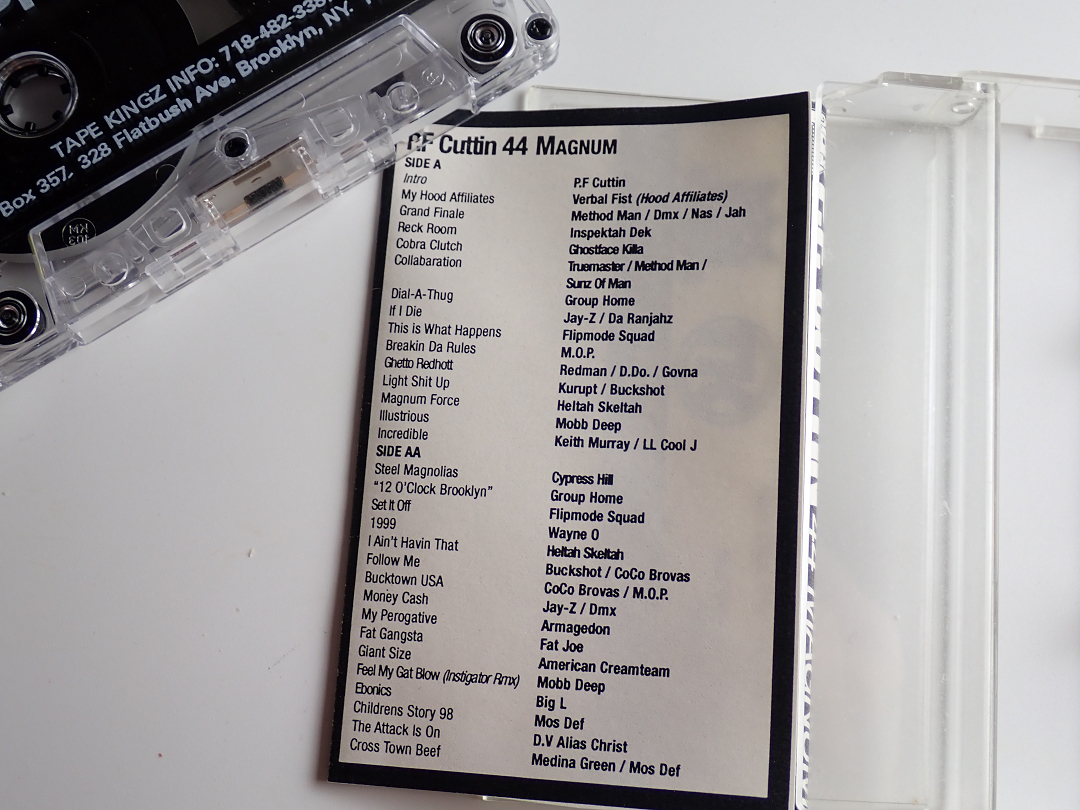 TAPE KINGZ INFO: 718-482-338
Box 357, 328 Flatbush Ave. Brooklyn, NY.
P.F Cuttin 44 MAGNUM
SIDE A
Intro P.F Cuttin
My Hood Affiliates Verbal Fist (Hood Affiliates)
Grand Finale Method Man / Dmx / Nas / Jah
Reck Room Inspektah Dek
Cobra Clutch Ghostface Killa
Collabaration Truemaster / Method Man /
Sunz Of Man
Dial-A-Thug Group Home
If I Die Jay-Z / Da Ranjahz
This is What Happens Flipmode Squad
Breakin Da Rules M.O.P.
Ghetto Redhott Redman / D.Do. / Govna
Light Shit Up Kurupt / Buckshot
Magnum Force Heltah Skeltah
Illustrious Mobb Deep
Incredible Keith Murray / LL Cool J
SIDE AA
Steel Magnolias Cypress Hill
"12 O'Clock Brooklyn" Group Home
Set It Off Flipmode Squad
1999 Wayne O
I Ain't Havin That Heltah Skeltah
Follow Me Buckshot / CoCo Brovas
Bucktown USA CoCo Brovas / M.O.P.
Money Cash Jay-Z / Dmx
My Perogative Armagedon
Fat Gangsta Fat Joe
Giant Size American Creamteam
Feel My Gat Blow (Instigator Rmx) Mobb Deep
Ebonics Big L
Childrens Story 98 Mos Def
The Attack Is On D.V Alias Christ
Cross Town Beef Medina Green / Mos Def